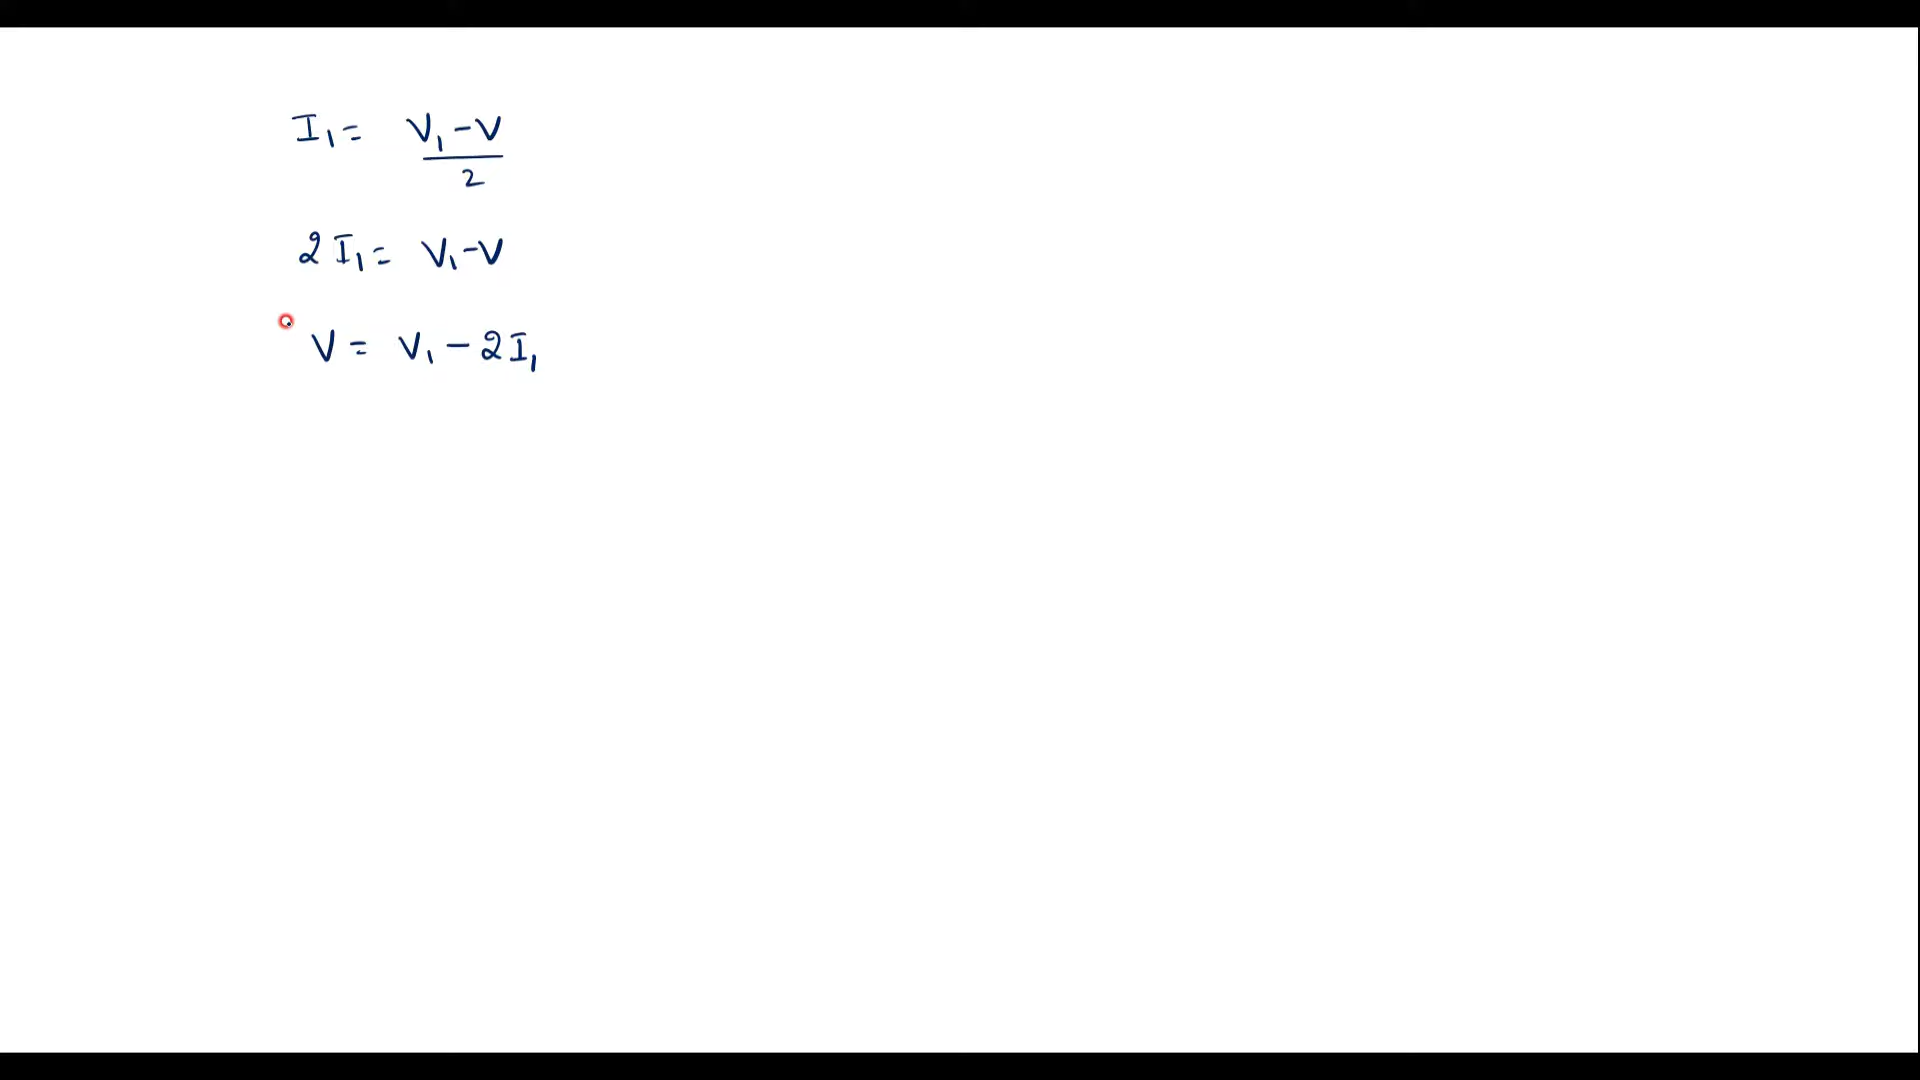 I₁ = (V₁ - V)/2
2I₁ = V₁ - V
V = V₁ - 2I₁